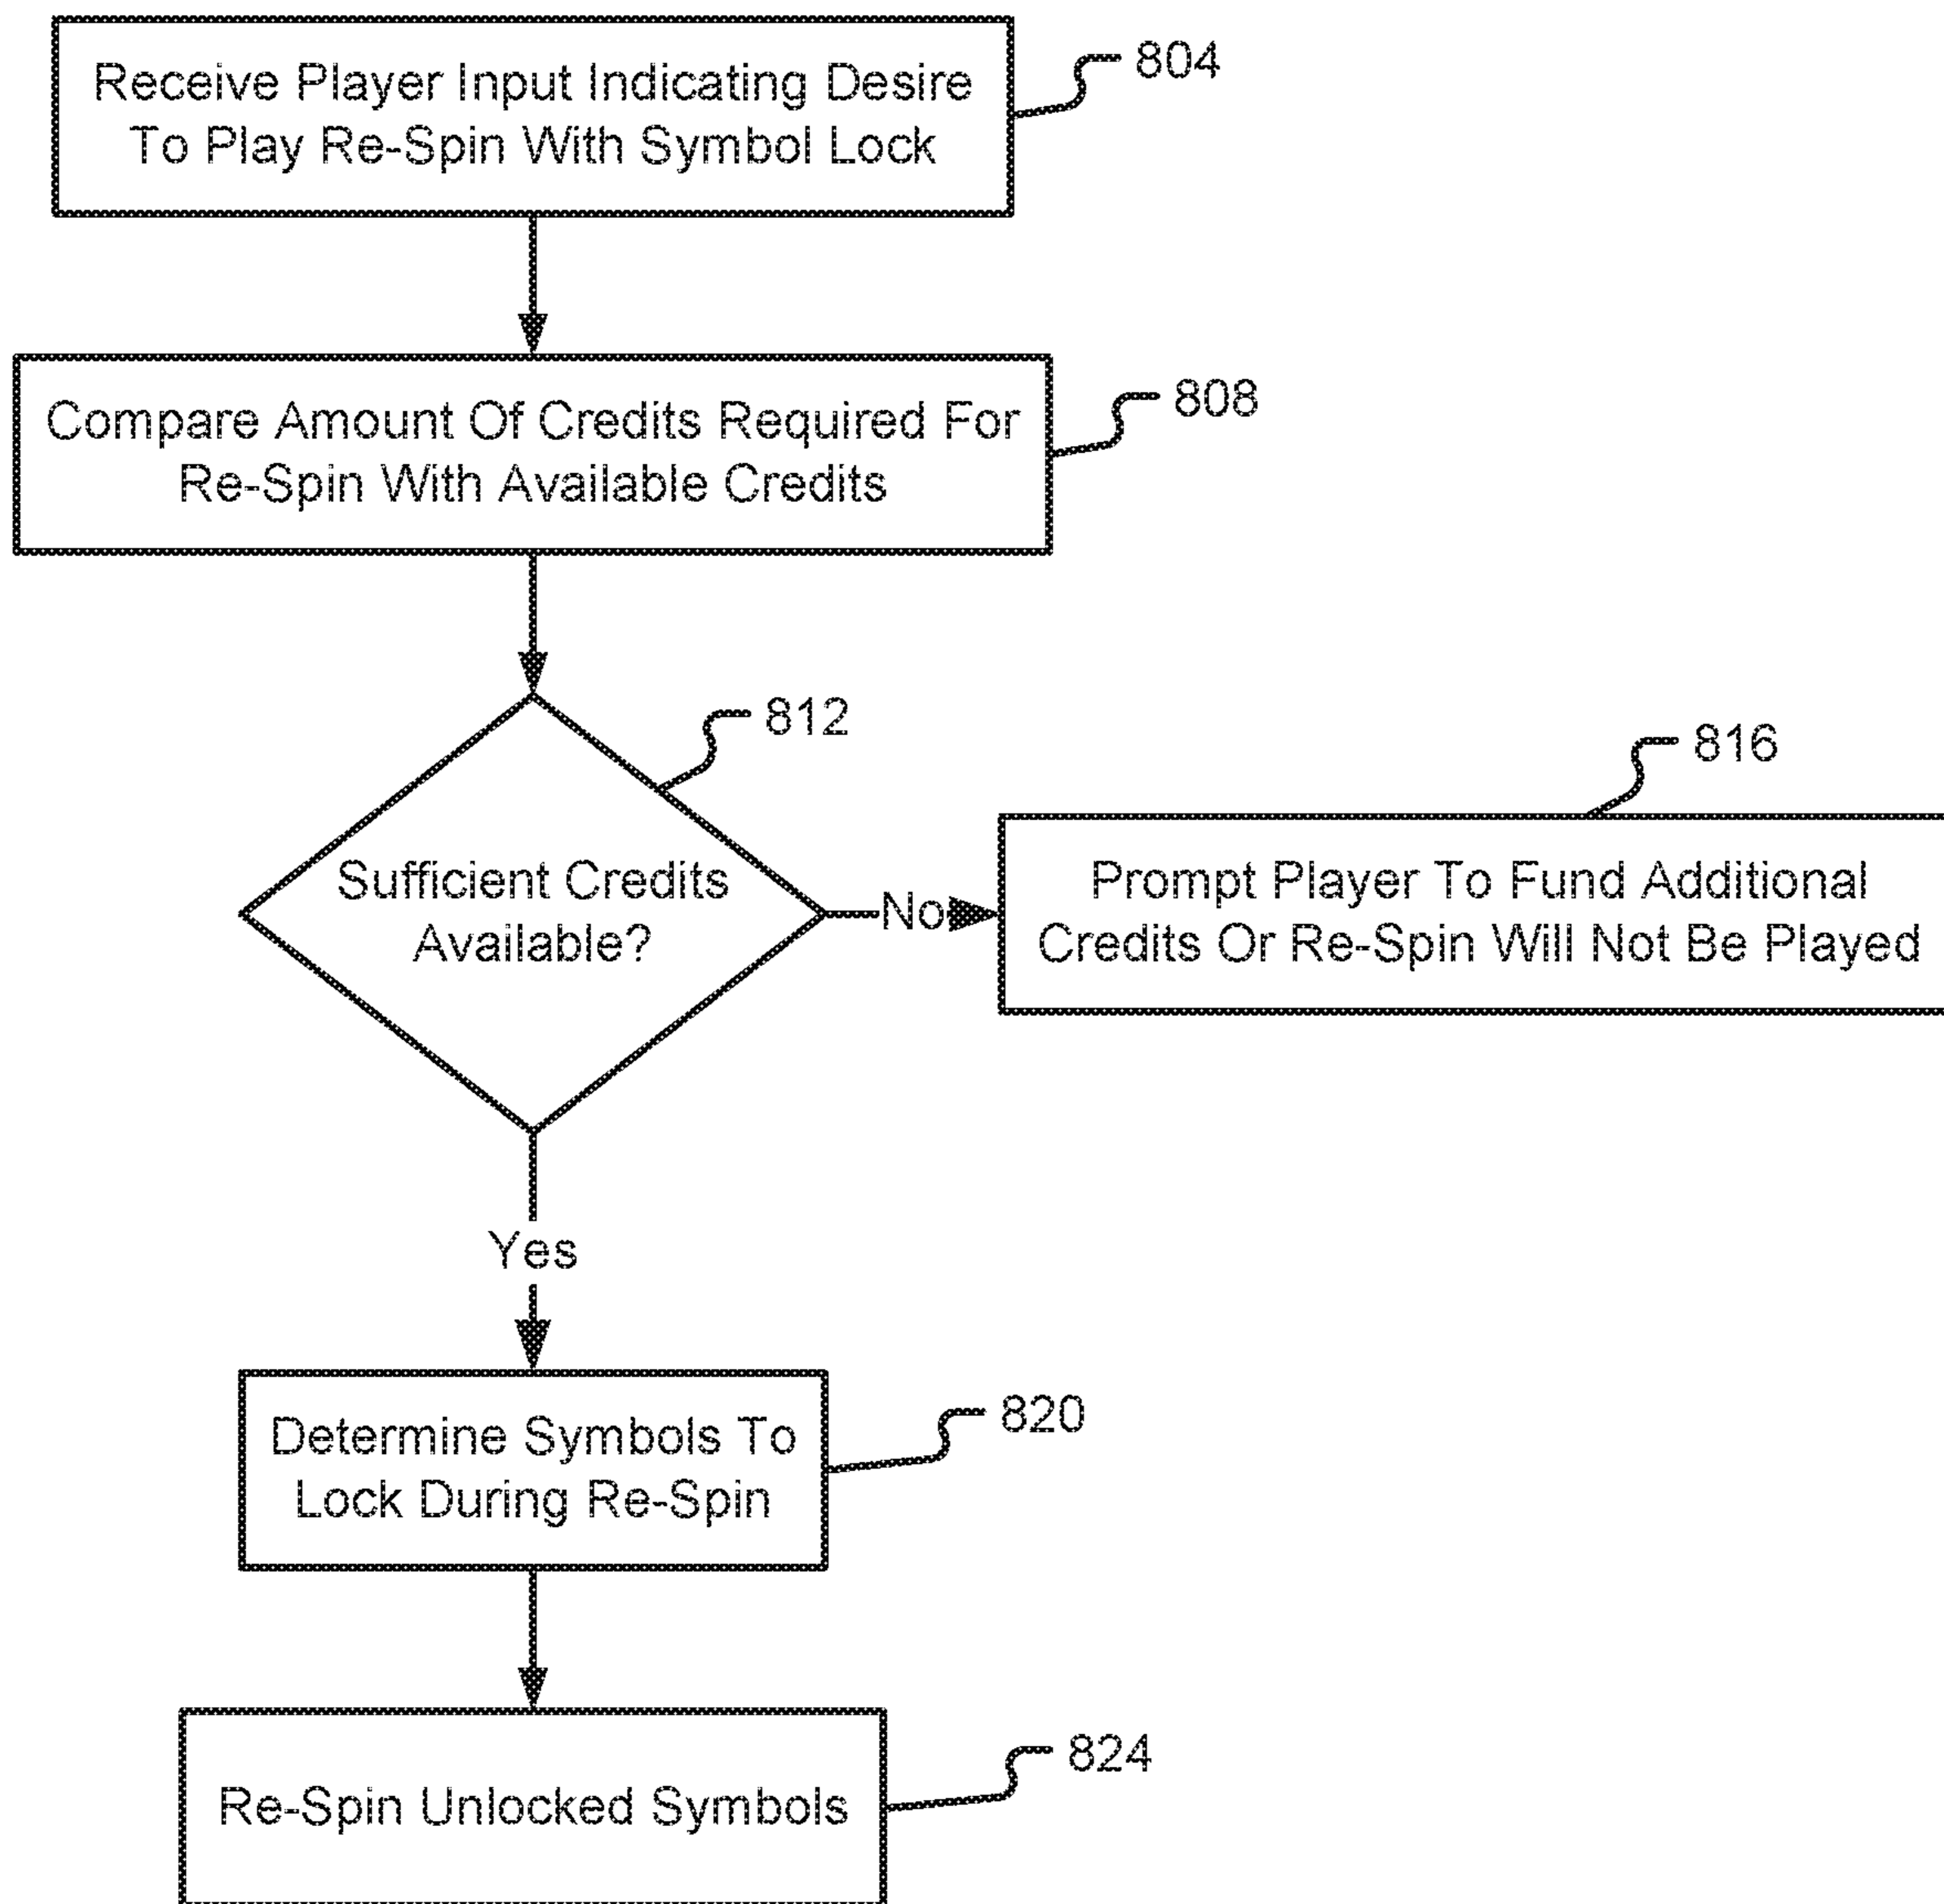 Receive Player Input Indicating Desire
To Play Re-Spin With Symbol Lock
804
Compare Amount Of Credits Required For
Re-Spin With Available Credits
808
Sufficient Credits
Available?
812
No
Prompt Player To Fund Additional
Credits Or Re-Spin Will Not Be Played
816
Yes
Determine Symbols To
Lock During Re-Spin
820
Re-Spin Unlocked Symbols
824